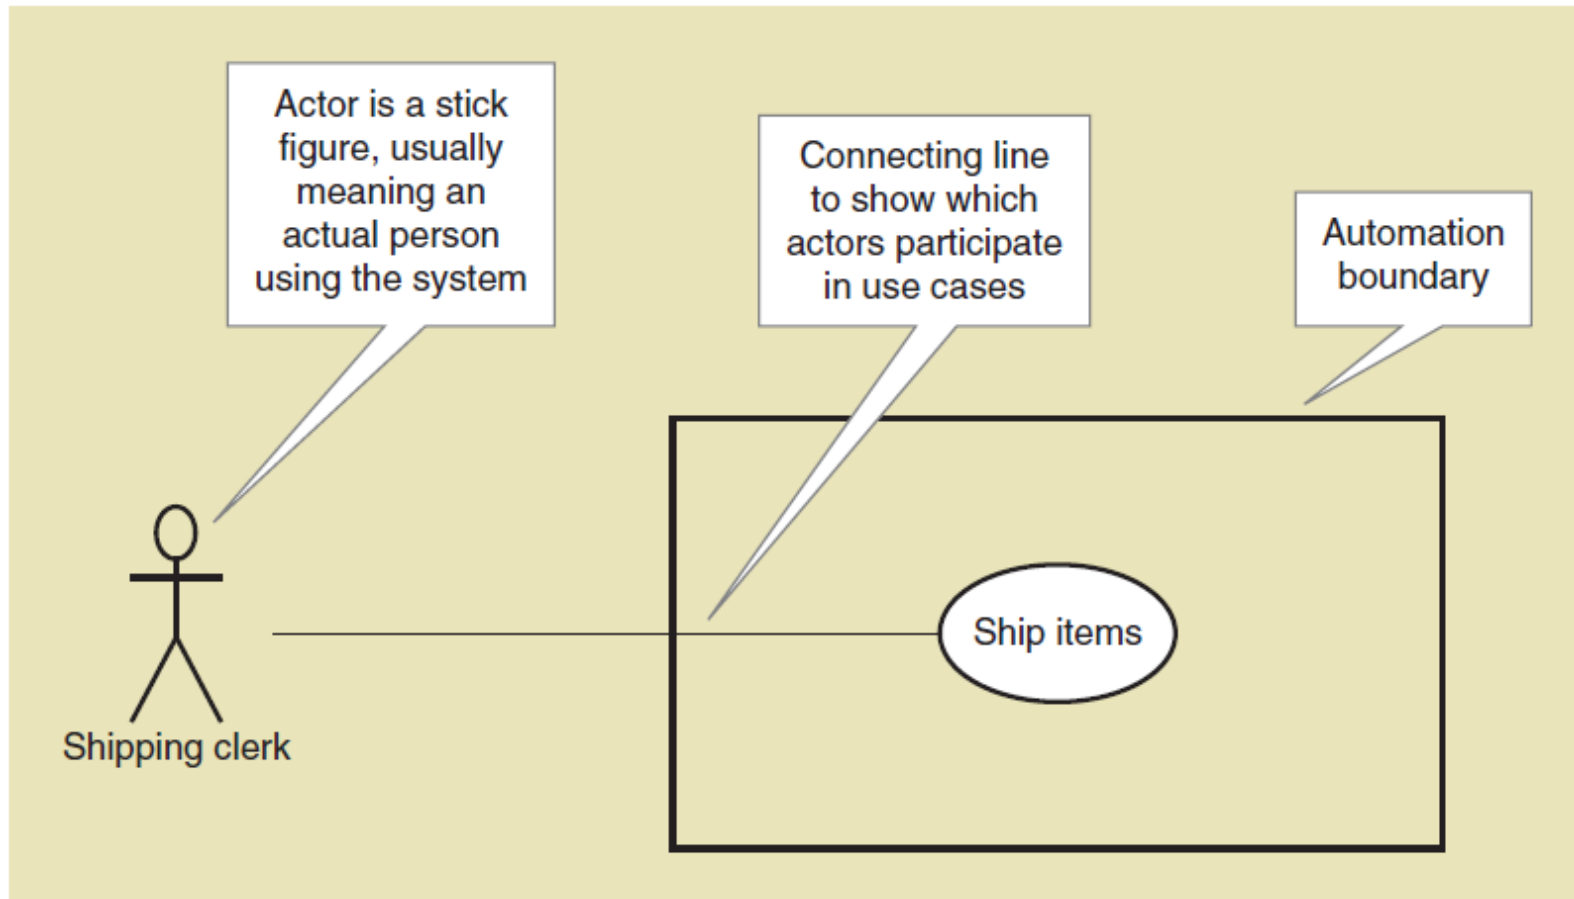 Actor is a stick
figure, usually
meaning an
actual person
using the system
Connecting line
to show which
actors participate
in use cases
Automation
boundary
Ship items
Shipping clerk